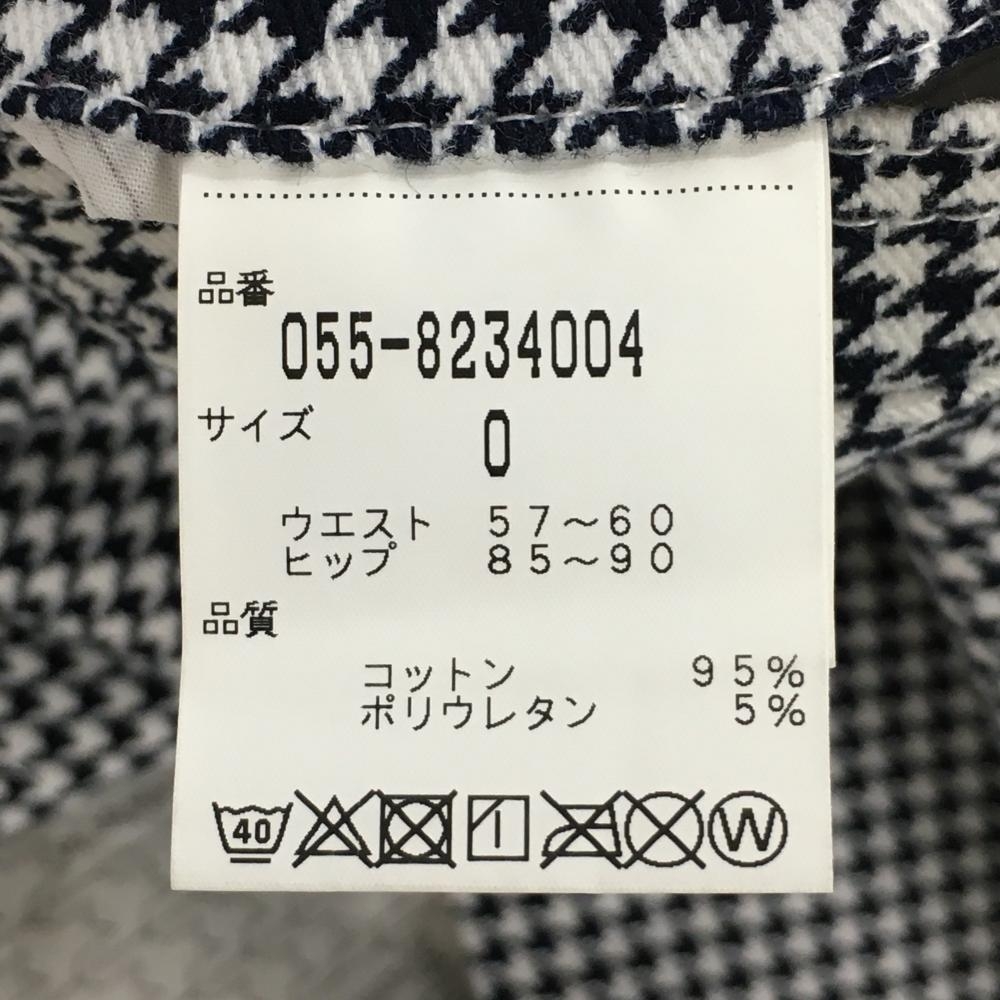 品番
055-8234004
サイズ 0
ウエスト 57～60
ヒップ 85～90
品質
コットン 95%
ポリウレタン 5%
40 W